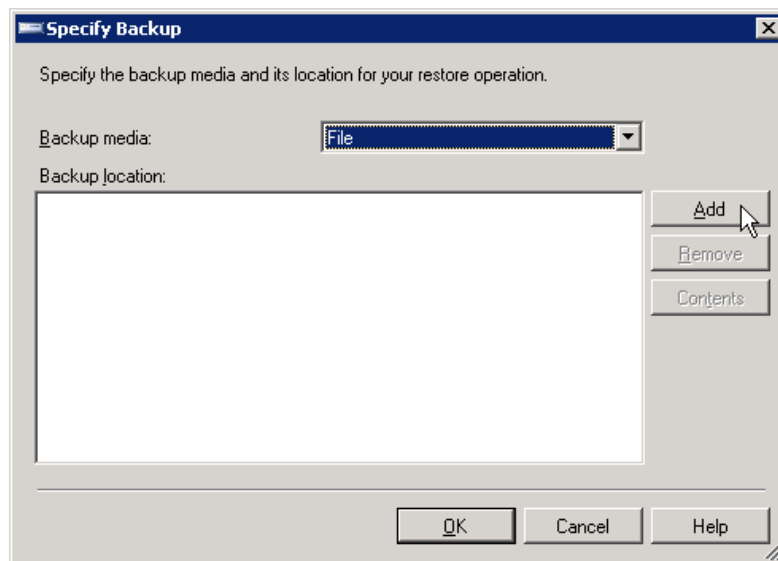 Specify Backup
Specify the backup media and its location for your restore operation.
Backup media:
File
Backup location:
Add
Remove
Contents
OK
Cancel
Help